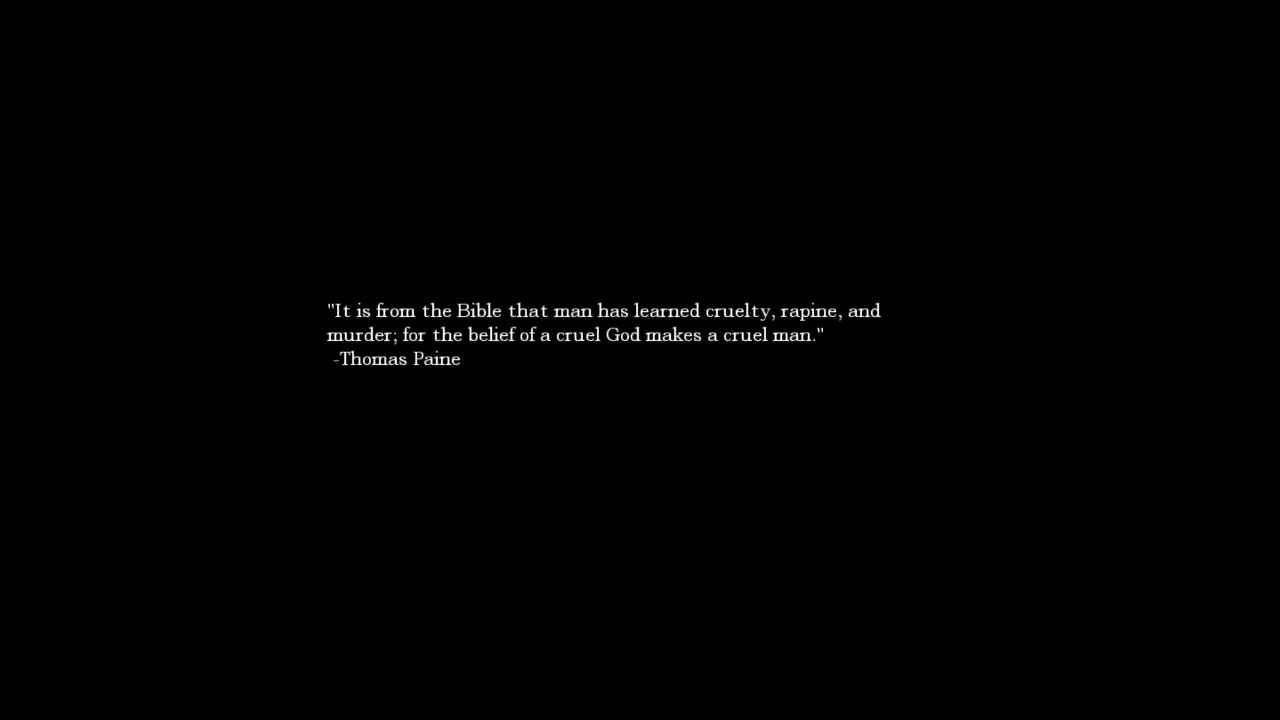 "It is from the Bible that man has learned cruelty, rapine, and
murder; for the belief of a cruel God makes a cruel man."
-Thomas Paine